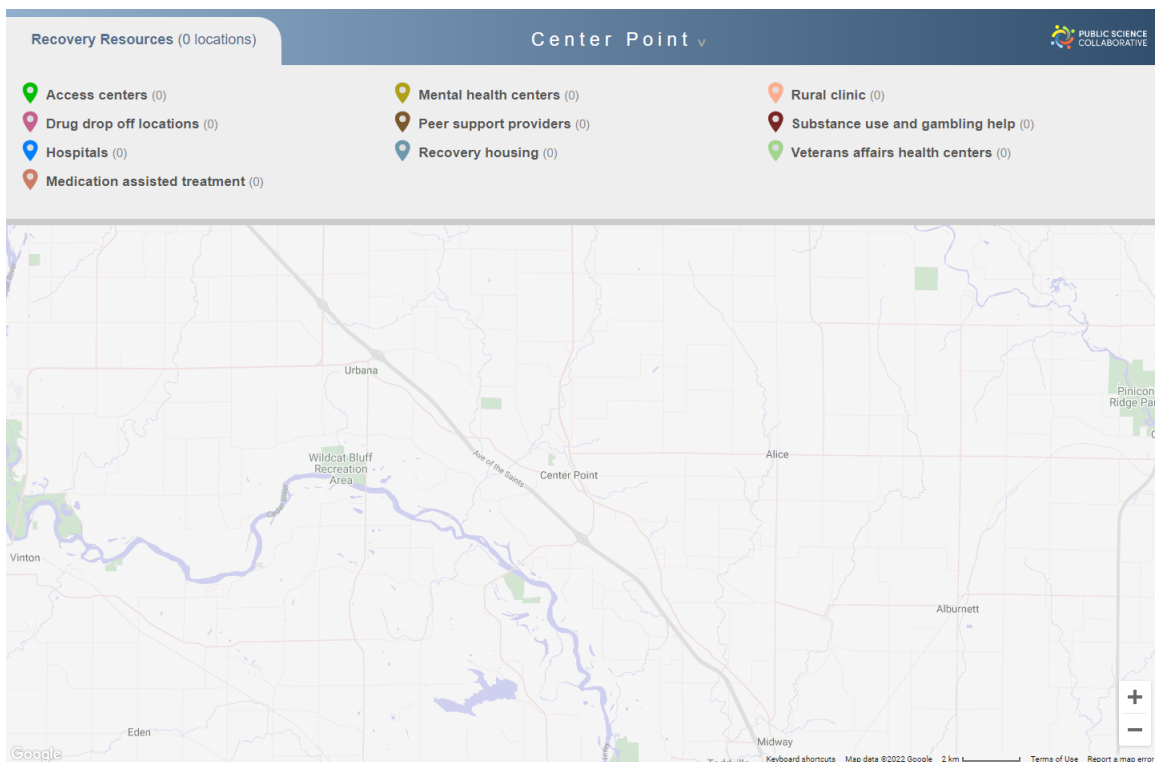 Recovery Resources (0 locations)
Center Point v
PUBLIC SCIENCE
COLLABORATIVE
Access centers (0)
Mental health centers (0)
Rural clinic (0)
Drug drop off locations (0)
Peer support providers (0)
Substance use and gambling help (0)
Hospitals (0)
Recovery housing (0)
Veterans affairs health centers (0)
Medication assisted treatment (0)
Urbana
Pinicon
Ridge Par
Wildcat Bluff
Recreation
Area
Ave of the Saints
Alice
Center Point
Cedar River
Vinton
Alburnett
Eden
Midway
Google
Keyboard shortcuts Map data ©2022 Google 2 km Terms of Use Report a map error